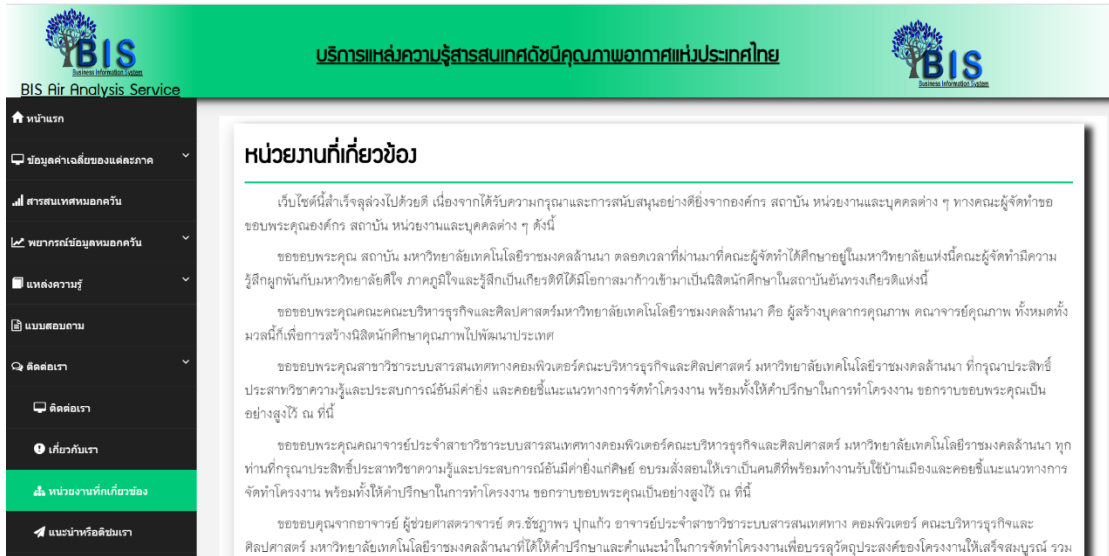 BIS
Business Information System
BIS Air Analysis Service
บริการแหล่งความรู้สารสนเทศดัชนีคุณภาพอากาศแห่งประเทศไทย
BIS
Business Information System
หน้าแรก
ข้อมูลค่าเฉลี่ยของแต่ละภาค
สารสนเทศหมอกควัน
พยากรณ์ข้อมูลหมอกควัน
แหล่งความรู้
แบบสอบถาม
ติดต่อเรา
ติดต่อเรา
เกี่ยวกับเรา
หน่วยงานที่กเกี่ยวข้อง
แนะนำหรือติชมเรา
หน่วยงานที่เกี่ยวข้อง
เว็บไซต์นี้สำเร็จลุล่วงไปด้วยดี เนื่องจากได้รับความกรุณาและการสนับสนุนอย่างดียิ่งจากองค์กร สถาบัน หน่วยงานและบุคคลต่าง ๆ ทางคณะผู้จัดทำขอ
ขอบพระคุณองค์กร สถาบัน หน่วยงานและบุคคลต่าง ๆ ดังนี้
ขอขอบพระคุณ สถาบัน มหาวิทยาลัยเทคโนโลยีราชมงคลล้านนา ตลอดเวลาที่ผ่านมาที่คณะผู้จัดทำได้ศึกษาอยู่ในมหาวิทยาลัยแห่งนี้คณะผู้จัดทำมีความ
รู้สึกผูกพันกับมหาวิทยาลัยดีใจ ภาคภูมิใจและรู้สึกเป็นเกียรติที่ได้มีโอกาสมาก้าวเข้ามาเป็นนิสิตนักศึกษาในสถาบันอันทรงเกียรติแห่งนี้
ขอขอบพระคุณคณะคณะบริหารธุรกิจและศิลปศาสตร์มหาวิทยาลัยเทคโนโลยีราชมงคลล้านนา คือ ผู้สร้างบุคลากรคุณภาพ คณาจารย์คุณภาพ ทั้งหมดทั้ง
มวลนี้ก็เพื่อการสร้างนิสิตนักศึกษาคุณภาพไปพัฒนาประเทศ
ขอขอบพระคุณสาขาวิชาระบบสารสนเทศทางคอมพิวเตอร์คณะบริหารธุรกิจและศิลปศาสตร์ มหาวิทยาลัยเทคโนโลยีราชมงคลล้านนา ที่กรุณาประสิทธิ์
ประสาทวิชาความรู้และประสบการณ์อันมีค่ายิ่ง และคอยชี้แนะแนวทางการจัดทำโครงงาน พร้อมทั้งให้คำปรึกษาในการทำโครงงาน ขอกราบขอบพระคุณเป็น
อย่างสูงไว้ ณ ที่นี้
ขอขอบพระคุณคณาจารย์ประจำสาขาวิชาระบบสารสนเทศทางคอมพิวเตอร์คณะบริหารธุรกิจและศิลปศาสตร์ มหาวิทยาลัยเทคโนโลยีราชมงคลล้านนา ทุก
ท่านที่กรุณาประสิทธิ์ประสาทวิชาความรู้และประสบการณ์อันมีค่ายิ่งแก่ศิษย์ อบรมสั่งสอนให้เราเป็นคนดีที่พร้อมทำงานรับใช้บ้านเมืองและคอยชี้แนะแนวทางการ
จัดทำโครงงาน พร้อมทั้งให้คำปรึกษาในการทำโครงงาน ขอกราบขอบพระคุณเป็นอย่างสูงไว้ ณ ที่นี้
ขอขอบคุณจากอาจารย์ ผู้ช่วยศาสตราจารย์ ดร.ชัชฎาพร ปุกแก้ว อาจารย์ประจำสาขาวิชาระบบสารสนเทศทาง คอมพิวเตอร์ คณะบริหารธุรกิจและ
ศิลปศาสตร์ มหาวิทยาลัยเทคโนโลยีราชมงคลล้านนาที่ได้ให้คำปรึกษาและคำแนะนำในการจัดทำโครงงานเพื่อบรรลุวัตถุประสงค์ของโครงงานให้เสร็จสมบูรณ์ รวม